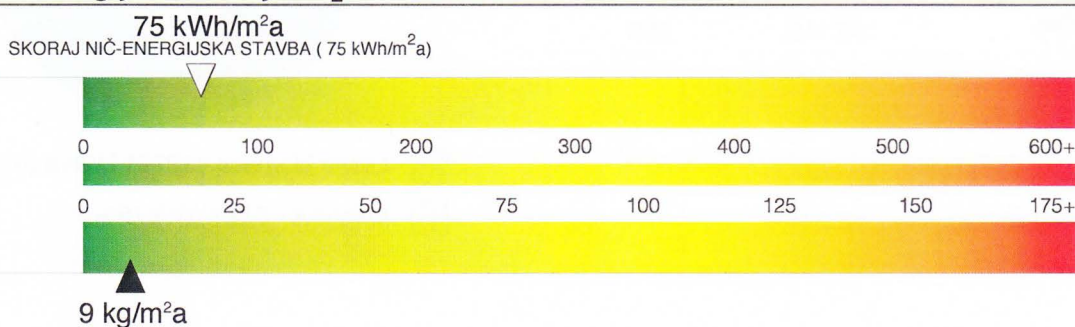 75 kWh/m²a
SKORAJ NIČ-ENERGIJSKA STAVBA ( 75 kWh/m²a)
0 100 200 300 400 500 600+
0 25 50 75 100 125 150 175+
9 kg/m²a